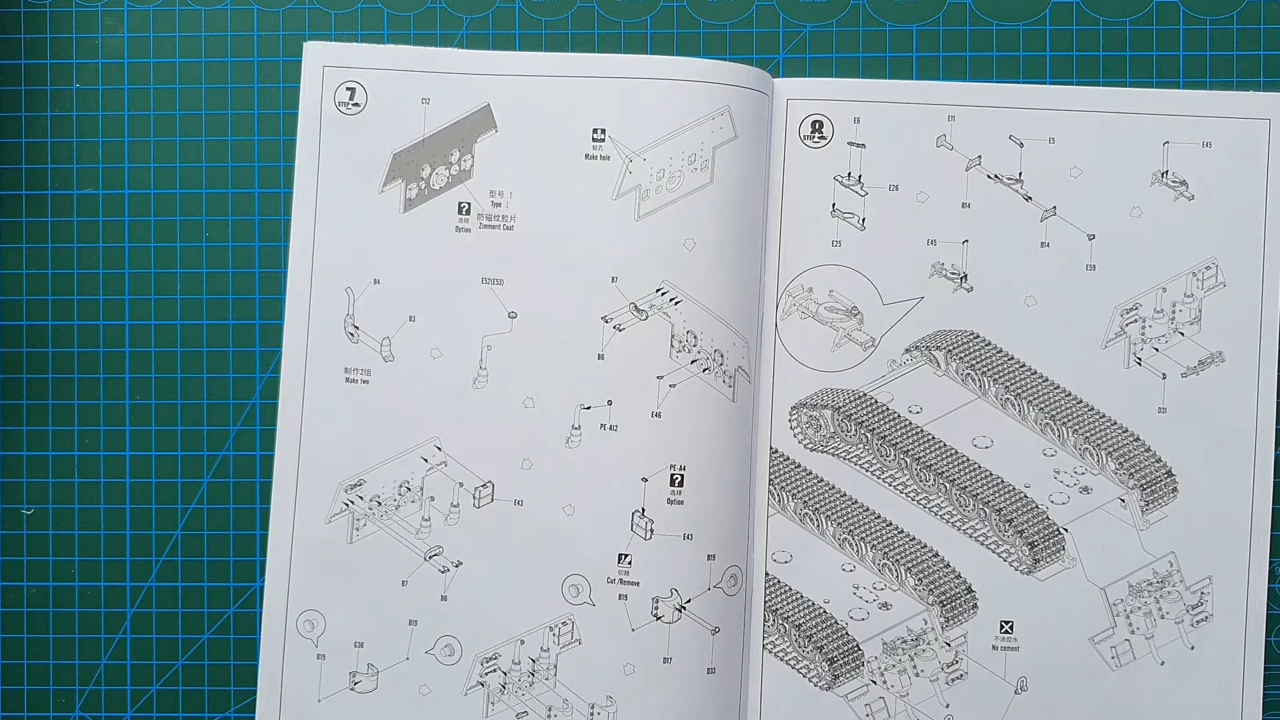 7
STEP
C12
型号 1
Type 1
?
选择
Option
防磁纹胶片
Zimmerit Coat
钻孔
Make hole
B4
B3
制作2组
Make two
E52(E53)
B7
B6
E46
PE-A12
E43
B7
B6
PE-A4
?
选择
Option
E43
切除
Cut /Remove
B19
B19
D17
D33
B19
G36
B19
8
STEP
E6
E26
E25
E11
E5
B14
B14
E59
E45
E45
D31
不涂胶水
No cement